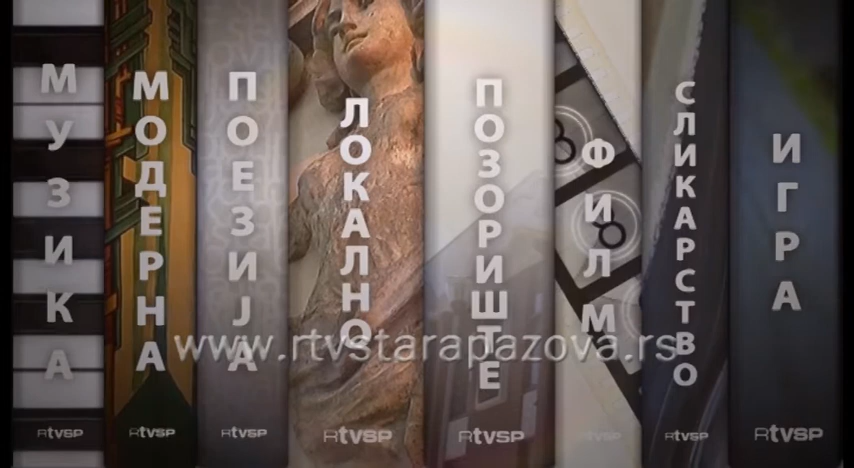 МУЗИКА
МОДЕРНА
ПОЕЗИЈА
ЛОКАЛНО
ПОЗОРИШТЕ
ФИЛМ
СЛИКАРСТВО
ИГРА
www.rtvstarapazova.rs
RTVSP
RTVSP
RTVSP
RTVSP
RTVSP
RTVSP
RTVSP
RTVSP